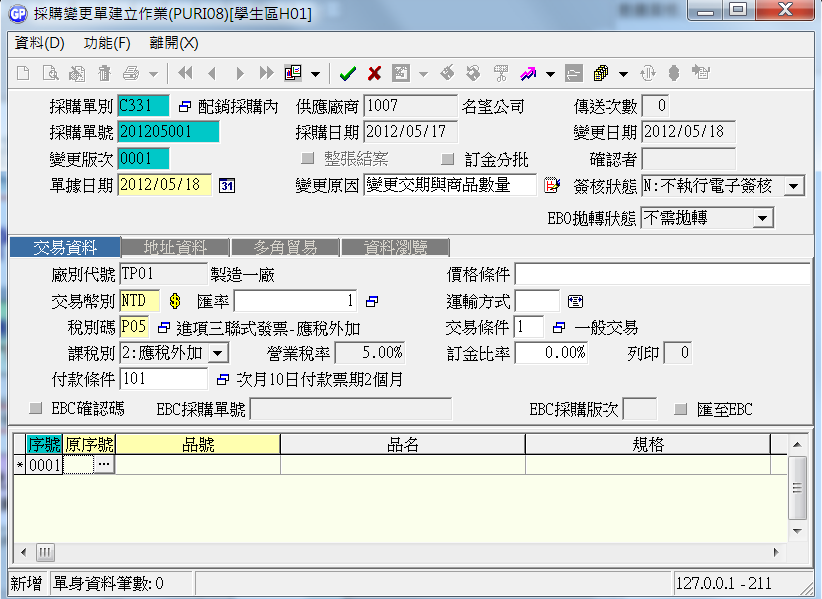 GP 採購變更單建立作業(PURI08)[學生區H01]
資料(D) 功能(F) 離開(X)
採購單別 C331 配銷採購內 供應廠商 1007 名望公司 傳送次數 0
採購單號 201205001 採購日期 2012/05/17 變更日期 2012/05/18
變更版次 0001 整張結案 訂金分批 確認者
單據日期 2012/05/18 31 變更原因 變更交期與商品數量 簽核狀態 N:不執行電子簽核
EBO拋轉狀態 不需拋轉
交易資料 地址資料 多角貿易 資料瀏覽
廠別代號 TP01 製造一廠 價格條件
交易幣別 NTD 匯率 1 運輸方式
稅別碼 P05 進項三聯式發票-應稅外加 交易條件 1 一般交易
課稅別 2:應稅外加 營業稅率 5.00% 訂金比率 0.00% 列印 0
付款條件 101 次月10日付款票期2個月
EBC確認碼 EBC採購單號 EBC採購版次 匯至EBC
序號 原序號 品號 品名 規格
* 0001 ...
新增 單身資料筆數: 0 127.0.0.1 - 211